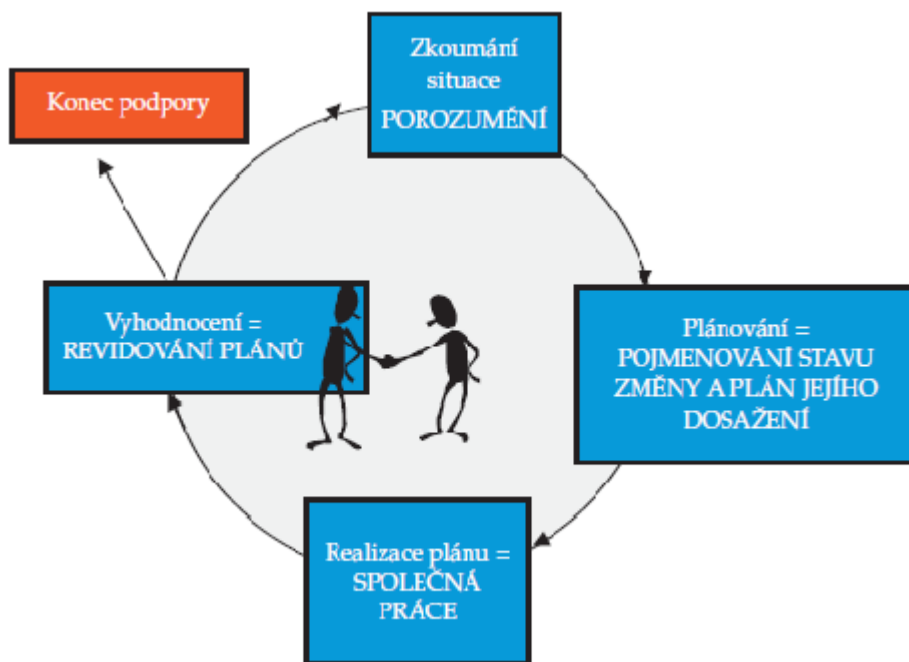 Zkoumání
situace
POROZUMĚNÍ
Konec podpory
Plánování =
POJMENOVÁNÍ STAVU
ZMĚNY A PLÁN JEJÍHO
DOSAŽENÍ
Realizace plánu =
SPOLEČNÁ
PRÁCE
Vyhodnocení =
REVIDOVÁNÍ PLÁNŮ